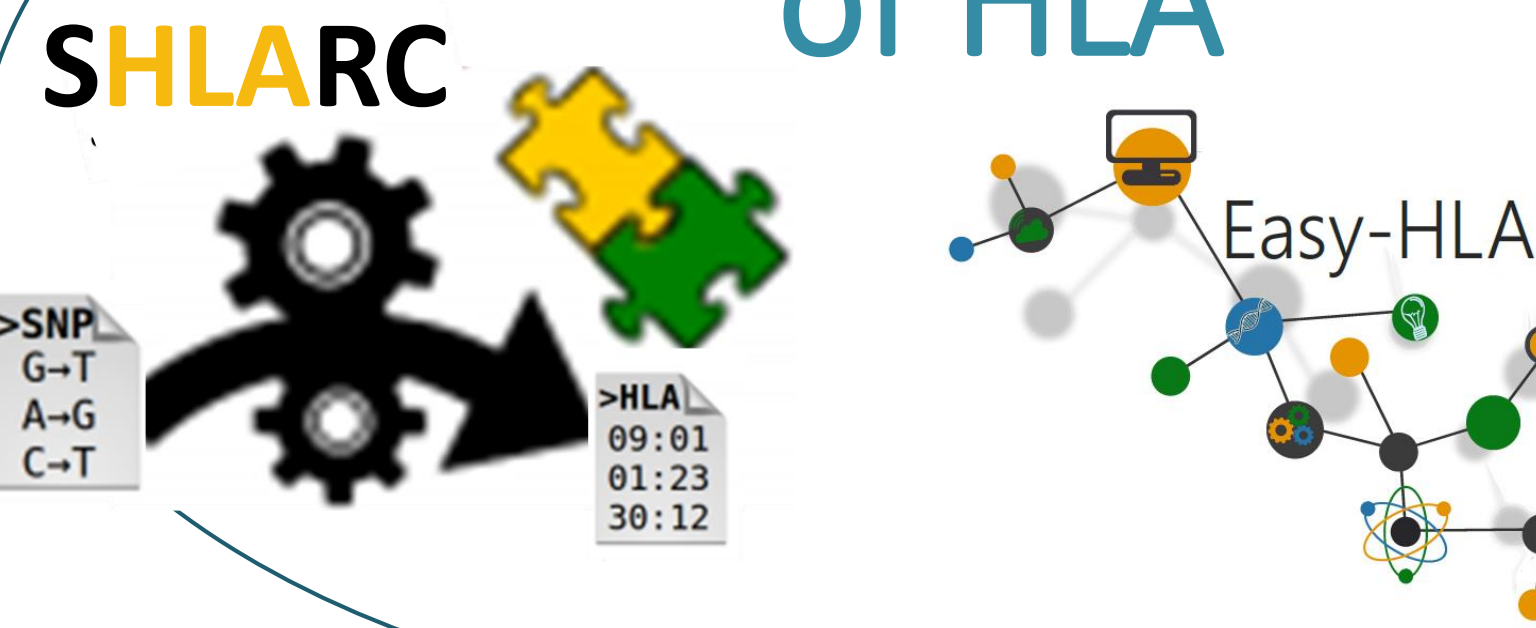 of HLA
SHLARC
Easy-HLA
>SNP
G→T
A→G
C→T
>HLA
09:01
01:23
30:12